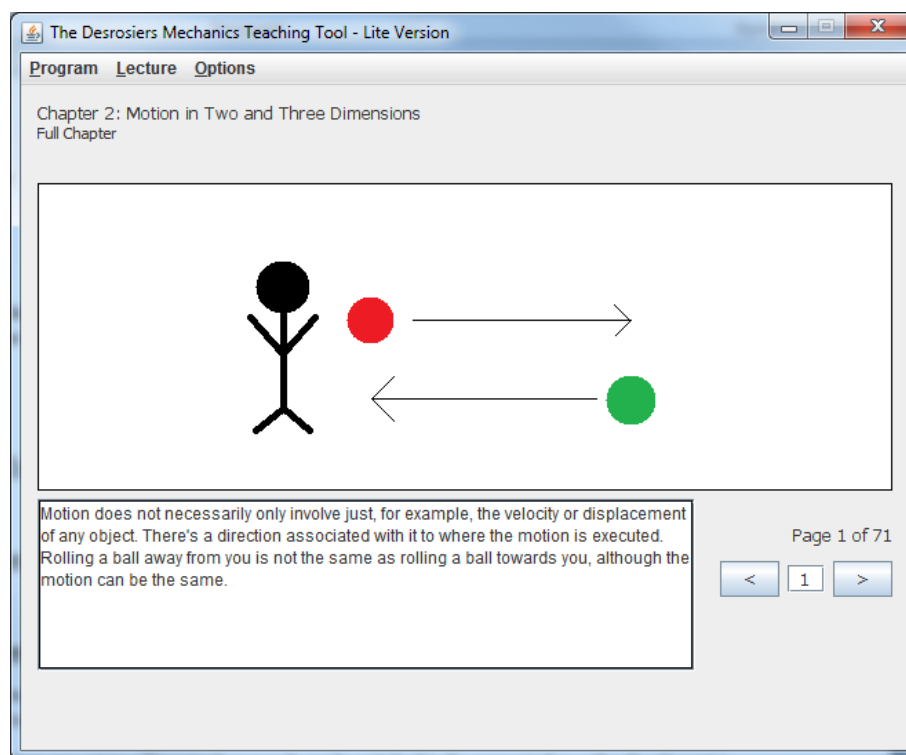 The Desrosiers Mechanics Teaching Tool - Lite Version
Program Lecture Options
Chapter 2: Motion in Two and Three Dimensions
Full Chapter
Motion does not necessarily only involve just, for example, the velocity or displacement
of any object. There's a direction associated with it to where the motion is executed.
Rolling a ball away from you is not the same as rolling a ball towards you, although the
motion can be the same.
Page 1 of 71
< 1 >